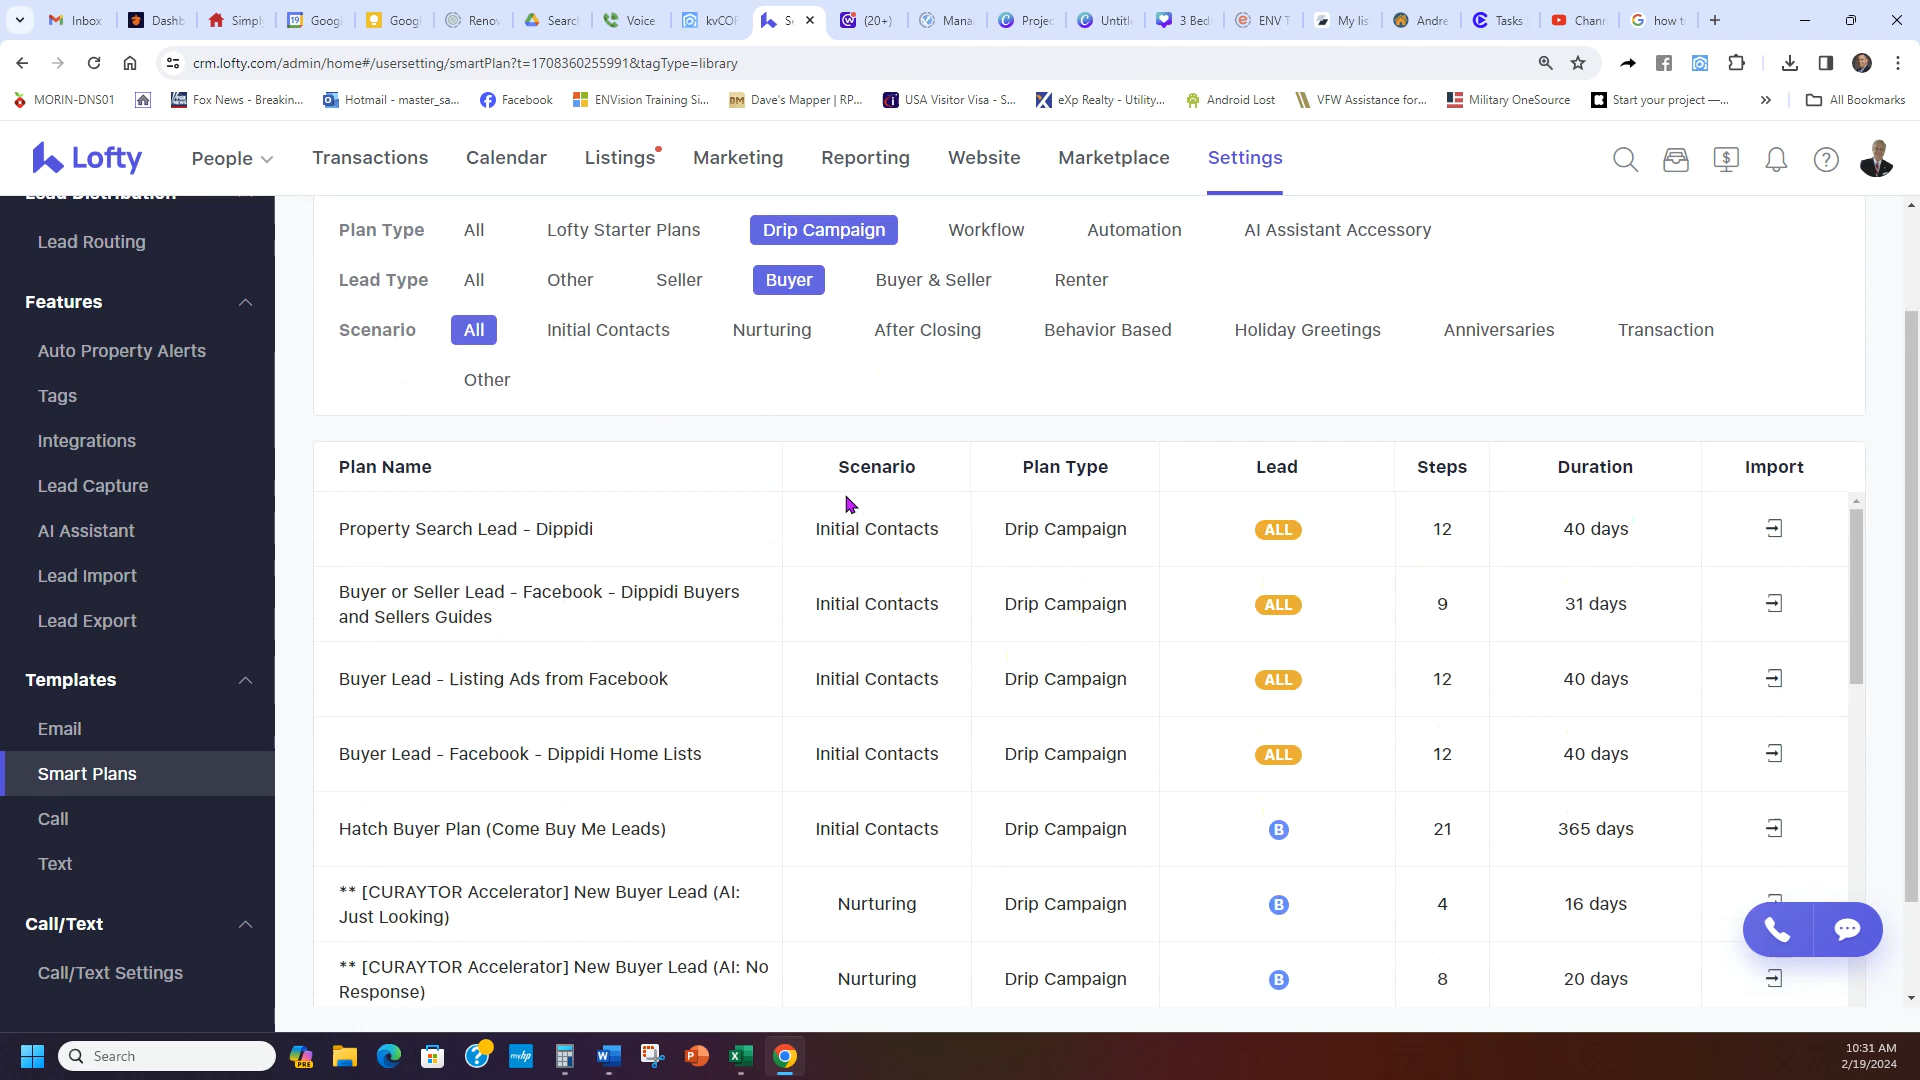 Inbox
Dashb
Simpl
Googl
Googl
Renov
Searc
Voice
kvCOF
S
(20+)
Mana
Projec
Untitl
3 Bed
ENV T
My lis
Andre
Tasks
Chann
how t
crm.lofty.com/admin/home#/usersetting/smartPlan?t=1708360255991&tagType=library
MORIN-DNS01
Fox News - Breakin...
Hotmail - master_sa...
Facebook
ENVision Training Si...
Dave's Mapper | RP...
USA Visitor Visa - S...
eXp Realty - Utility...
Android Lost
VFW Assistance for...
Military OneSource
Start your project —...
»
All Bookmarks
Lofty
People
Transactions
Calendar
Listings
Marketing
Reporting
Website
Marketplace
Settings
Lead Distribution
Lead Routing
Features
Auto Property Alerts
Tags
Integrations
Lead Capture
AI Assistant
Lead Import
Lead Export
Templates
Email
Smart Plans
Call
Text
Call/Text
Call/Text Settings
Plan Type All Lofty Starter Plans Drip Campaign Workflow Automation AI Assistant Accessory
Lead Type All Other Seller Buyer Buyer & Seller Renter
Scenario All Initial Contacts Nurturing After Closing Behavior Based Holiday Greetings Anniversaries Transaction
Other
Plan Name Scenario Plan Type Lead Steps Duration Import
Property Search Lead - Dippidi Initial Contacts Drip Campaign ALL 12 40 days
Buyer or Seller Lead - Facebook - Dippidi Buyers
and Sellers Guides
Initial Contacts Drip Campaign ALL 9 31 days
Buyer Lead - Listing Ads from Facebook Initial Contacts Drip Campaign ALL 12 40 days
Buyer Lead - Facebook - Dippidi Home Lists Initial Contacts Drip Campaign ALL 12 40 days
Hatch Buyer Plan (Come Buy Me Leads) Initial Contacts Drip Campaign B 21 365 days
** [CURAYTOR Accelerator] New Buyer Lead (AI:
Just Looking)
Nurturing Drip Campaign B 4 16 days
** [CURAYTOR Accelerator] New Buyer Lead (AI: No
Response)
Nurturing Drip Campaign B 8 20 days
Search
10:31 AM
2/19/2024